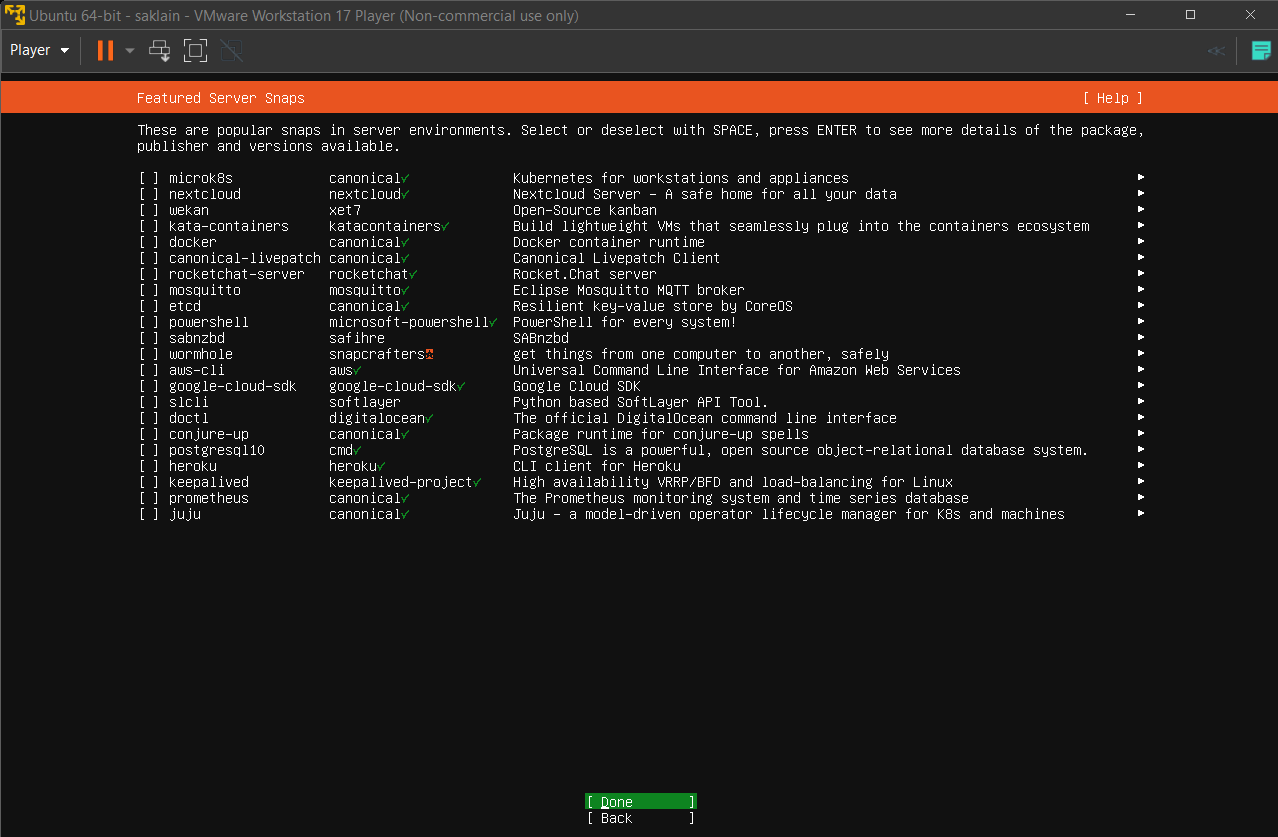 Ubuntu 64-bit - saklain - VMware Workstation 17 Player (Non-commercial use only)
Player
Featured Server Snaps [ Help ]
These are popular snaps in server environments. Select or deselect with SPACE, press ENTER to see more details of the package,
publisher and versions available.
[ ] microk8s canonical✓ Kubernetes for workstations and appliances ▸
[ ] nextcloud nextcloud✓ Nextcloud Server - A safe home for all your data ▸
[ ] wekan xet7 Open-Source kanban ▸
[ ] kata-containers katacontainers✓ Build lightweight VMs that seamlessly plug into the containers ecosystem ▸
[ ] docker canonical✓ Docker container runtime ▸
[ ] canonical-livepatch canonical✓ Canonical Livepatch Client ▸
[ ] rocketchat-server rocketchat✓ Rocket.Chat server ▸
[ ] mosquitto mosquitto✓ Eclipse Mosquitto MQTT broker ▸
[ ] etcd canonical✓ Resilient key-value store by CoreOS ▸
[ ] powershell microsoft-powershell✓ PowerShell for every system! ▸
[ ] sabnzbd safihre SABnzbd ▸
[ ] wormhole snapcrafters get things from one computer to another, safely ▸
[ ] aws-cli aws✓ Universal Command Line Interface for Amazon Web Services ▸
[ ] google-cloud-sdk google-cloud-sdk✓ Google Cloud SDK ▸
[ ] slcli softlayer Python based SoftLayer API Tool. ▸
[ ] doctl digitalocean✓ The official DigitalOcean command line interface ▸
[ ] conjure-up canonical✓ Package runtime for conjure-up spells ▸
[ ] postgresql10 cmd✓ PostgreSQL is a powerful, open source object-relational database system. ▸
[ ] heroku heroku✓ CLI client for Heroku ▸
[ ] keepalived keepalived-project✓ High availability VRRP/BFD and load-balancing for Linux ▸
[ ] prometheus canonical✓ The Prometheus monitoring system and time series database ▸
[ ] juju canonical✓ Juju - a model-driven operator lifecycle manager for K8s and machines ▸
[ Done ]
[ Back ]